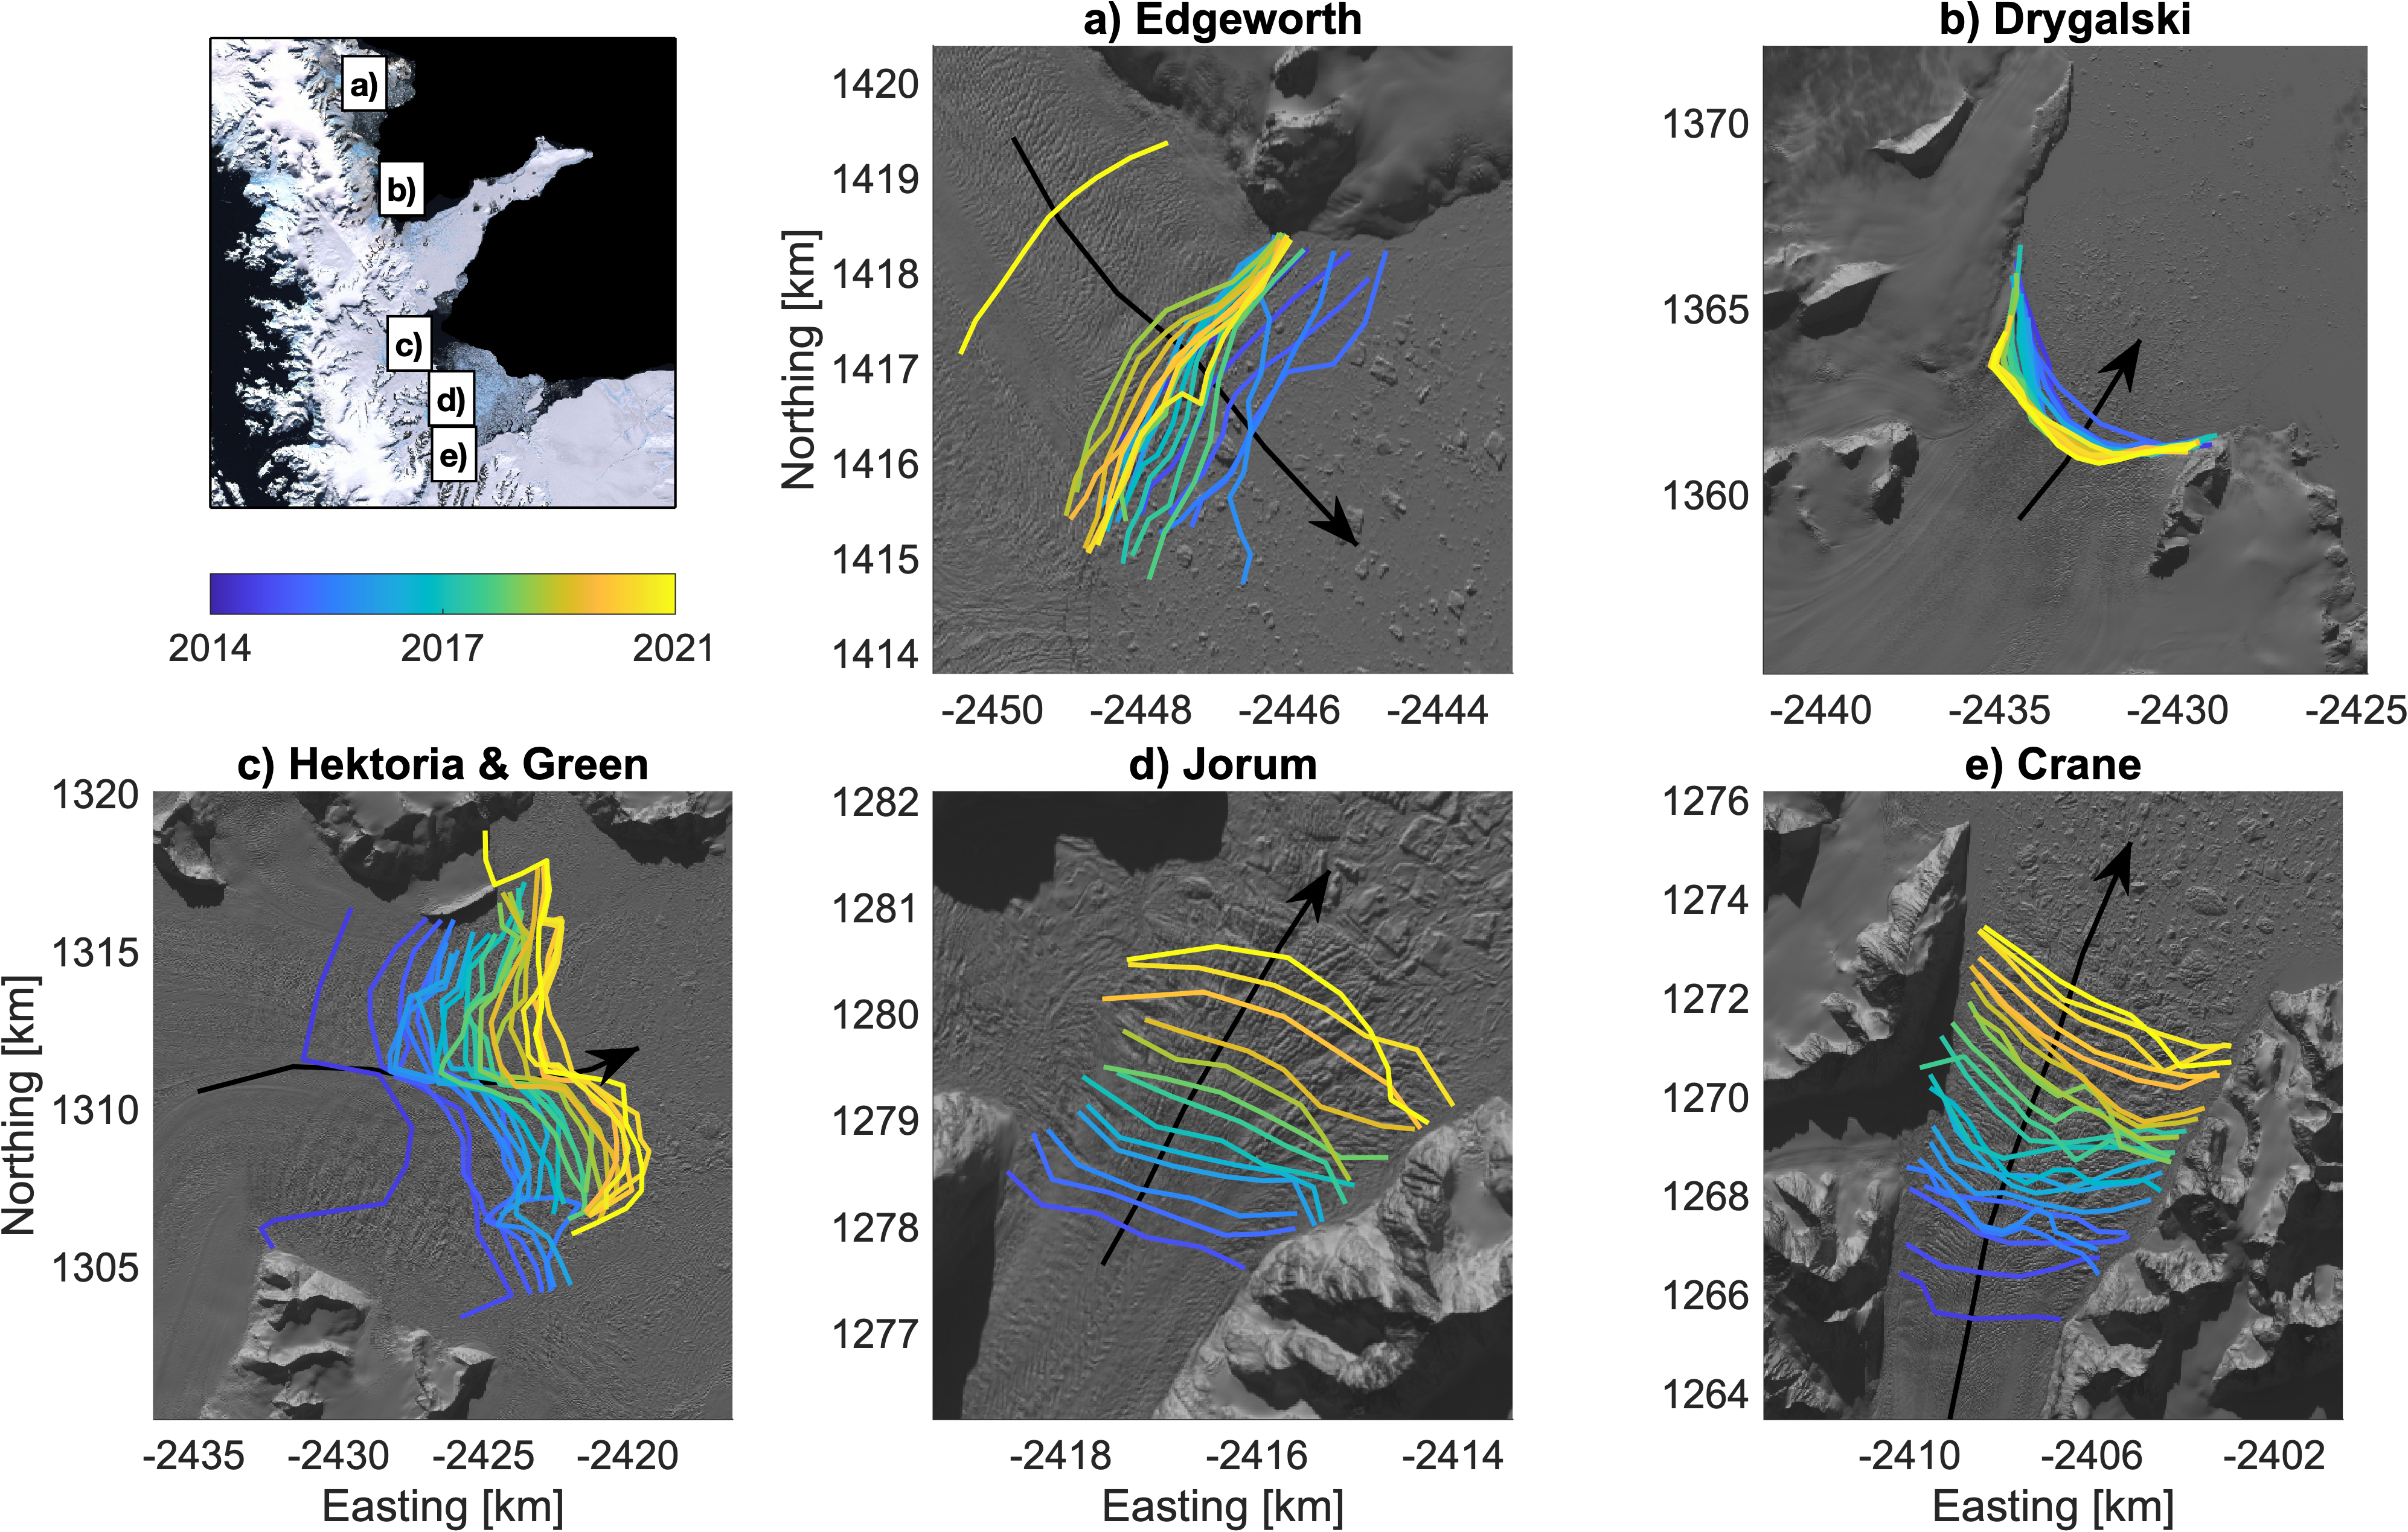 a)
b)
c)
d)
e)
2014 2017 2021
a) Edgeworth
Northing [km]
1420
1419
1418
1417
1416
1415
1414
-2450 -2448 -2446 -2444
b) Drygalski
1370
1365
1360
-2440 -2435 -2430 -2425
c) Hektoria & Green
Northing [km]
1320
1315
1310
1305
-2435 -2430 -2425 -2420
Easting [km]
d) Jorum
1282
1281
1280
1279
1278
1277
-2418 -2416 -2414
Easting [km]
e) Crane
1276
1274
1272
1270
1268
1266
1264
-2410 -2406 -2402
Easting [km]